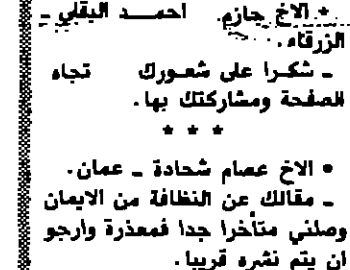 * الاخ جازم. احمد البقلي ـ
الزرقاء.
ـ شكرا على شعورك تجاه
الصفحة ومشاركتك بها.
* * *
• الاخ عصام شحادة ـ عمان.
ـ مقالك عن النظافة من الايمان
وصلني متأخرا جدا فمعذرة وارجو
ان يتم نشره قريبا.